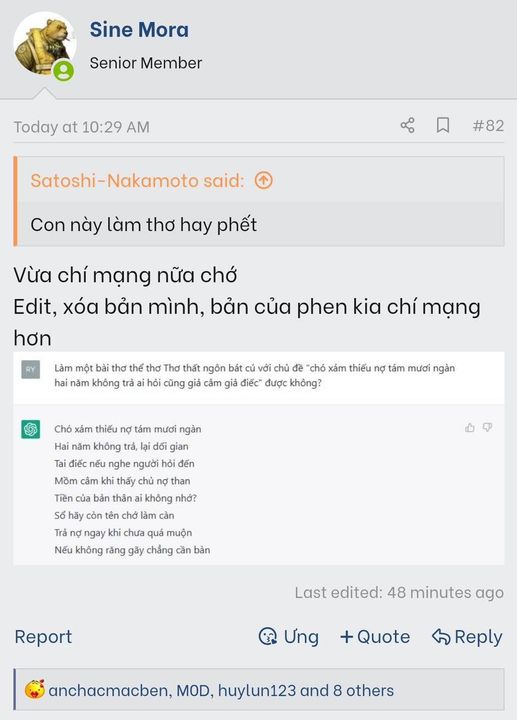 Sine Mora
Senior Member
Today at 10:29 AM
#82
Satoshi-Nakamoto said:
Con này làm thơ hay phết
Vừa chí mạng nữa chớ
Edit, xóa bản mình, bản của phen kia chí mạng
hơn
RY
Làm một bài thơ thể thơ Thơ thất ngôn bát cú với chủ đề "chó xám thiếu nợ tám mươi ngàn
hai năm không trả ai hỏi cũng giả câm giả điếc" được không?
Chó xám thiếu nợ tám mươi ngàn
Hai năm không trả, lại dối gian
Tai điếc nếu nghe người hỏi đến
Mồm câm khi thấy chủ nợ than
Tiền của bản thân ai không nhớ?
Sổ hãy còn tên chớ làm càn
Trả nợ ngay khi chưa quá muộn
Nếu không răng gãy chẳng cần bàn
Last edited: 48 minutes ago
Report
Ưng
+Quote
Reply
anchacmacben, M0D, huylun123 and 8 others